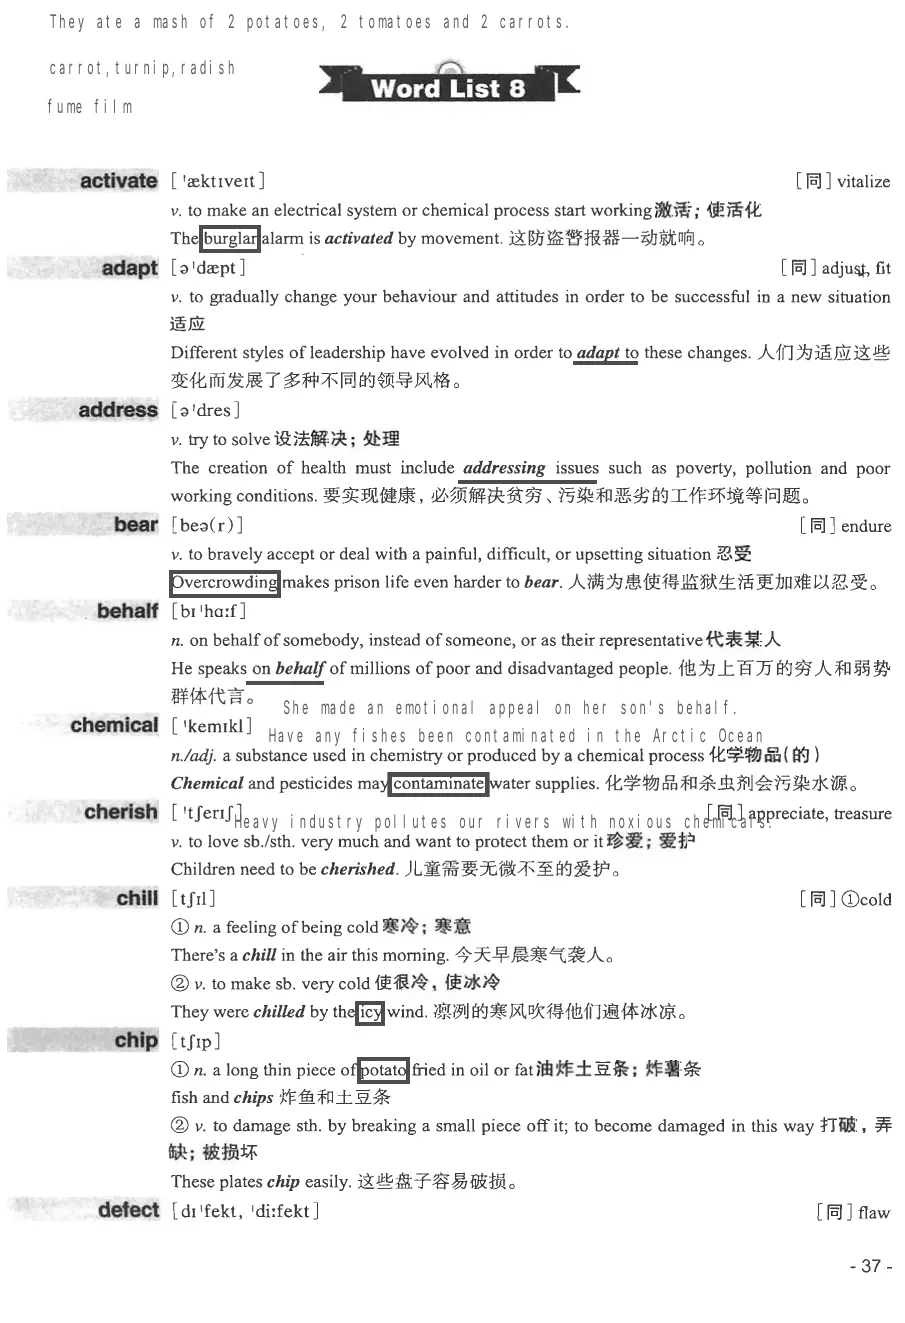 They ate a mash of 2 potatoes, 2 tomatoes and 2 carrots.
carrot,turnip,radish
fume film
Word List 8
activate [ˈæktɪveɪt] [同] vitalize
v. to make an electrical system or chemical process start working 激活；使活化
The burglar alarm is activated by movement. 这防盗警报器一动就响。
adapt [əˈdæpt] [同] adjust, fit
v. to gradually change your behaviour and attitudes in order to be successful in a new situation
适应
Different styles of leadership have evolved in order to adapt to these changes. 人们为适应这些
变化而发展了多种不同的领导风格。
address [əˈdres]
v. try to solve 设法解决；处理
The creation of health must include addressing issues such as poverty, pollution and poor
working conditions. 要实现健康，必须解决贫穷、污染和恶劣的工作环境等问题。
bear [beə(r)] [同] endure
v. to bravely accept or deal with a painful, difficult, or upsetting situation 忍受
Overcrowding makes prison life even harder to bear. 人满为患使得监狱生活更加难以忍受。
behalf [bɪˈhɑːf]
n. on behalf of somebody, instead of someone, or as their representative 代表某人
He speaks on behalf of millions of poor and disadvantaged people. 他为上百万的穷人和弱势
群体代言。
She made an emotional appeal on her son's behalf.
chemical [ˈkemɪkl]
Have any fishes been contaminated in the Arctic Ocean
n./adj. a substance used in chemistry or produced by a chemical process 化学物品(的)
Chemical and pesticides may contaminate water supplies. 化学物品和杀虫剂会污染水源。
cherish [ˈtʃerɪʃ] [同] appreciate, treasure
Heavy industry pollutes our rivers with noxious chemicals.
v. to love sb./sth. very much and want to protect them or it 珍爱；爱护
Children need to be cherished. 儿童需要无微不至的爱护。
chill [tʃɪl] [同] ①cold
① n. a feeling of being cold 寒冷；寒意
There's a chill in the air this morning. 今天早晨寒气袭人。
② v. to make sb. very cold 使很冷，使冰冷
They were chilled by the icy wind. 凛冽的寒风吹得他们遍体冰凉。
chip [tʃɪp]
① n. a long thin piece of potato fried in oil or fat 油炸土豆条；炸薯条
fish and chips 炸鱼和土豆条
② v. to damage sth. by breaking a small piece off it; to become damaged in this way 打破，弄
缺；被损坏
These plates chip easily. 这些盘子容易破损。
defect [dɪˈfekt, ˈdiːfekt] [同] flaw
- 37 -